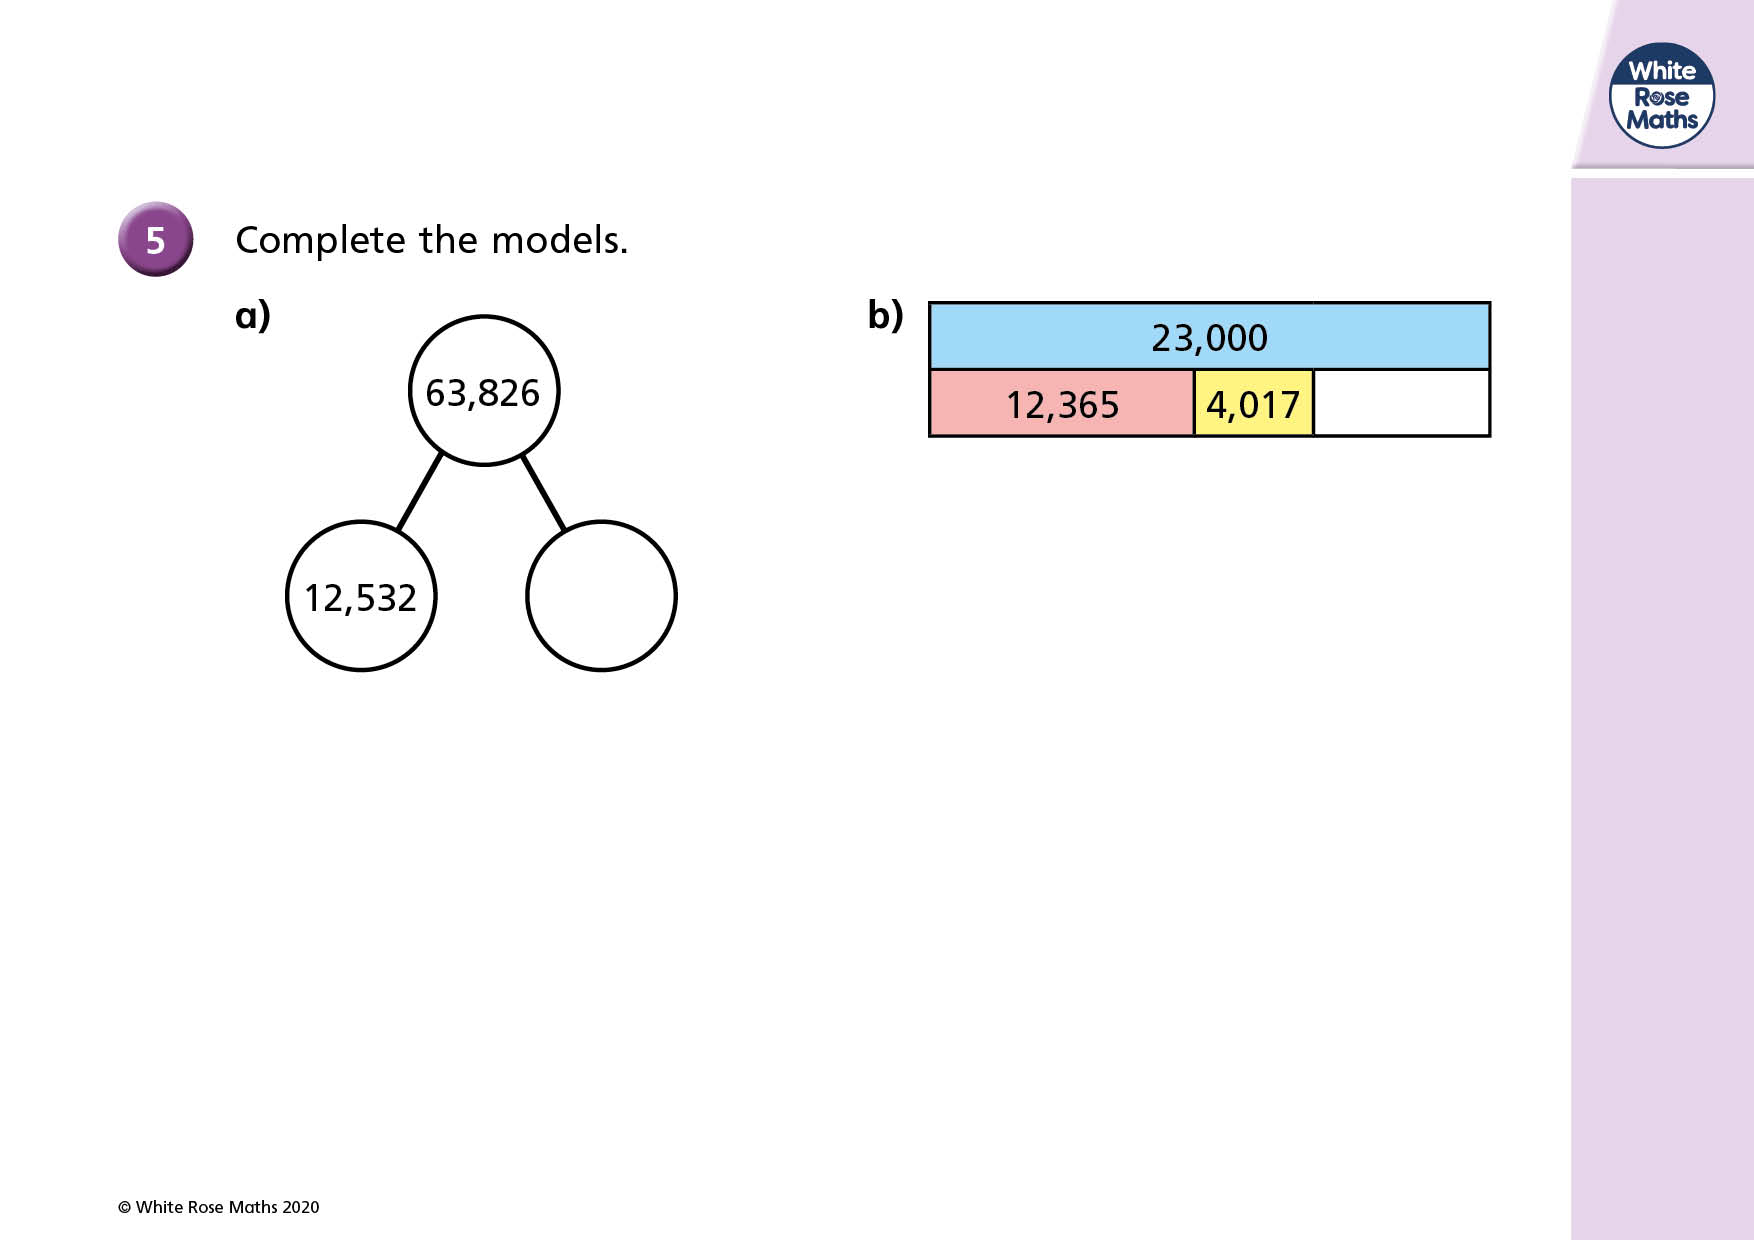 White
Rose
Maths
5 Complete the models.
a)
63,826
12,532
b)
23,000
12,365 4,017
© White Rose Maths 2020